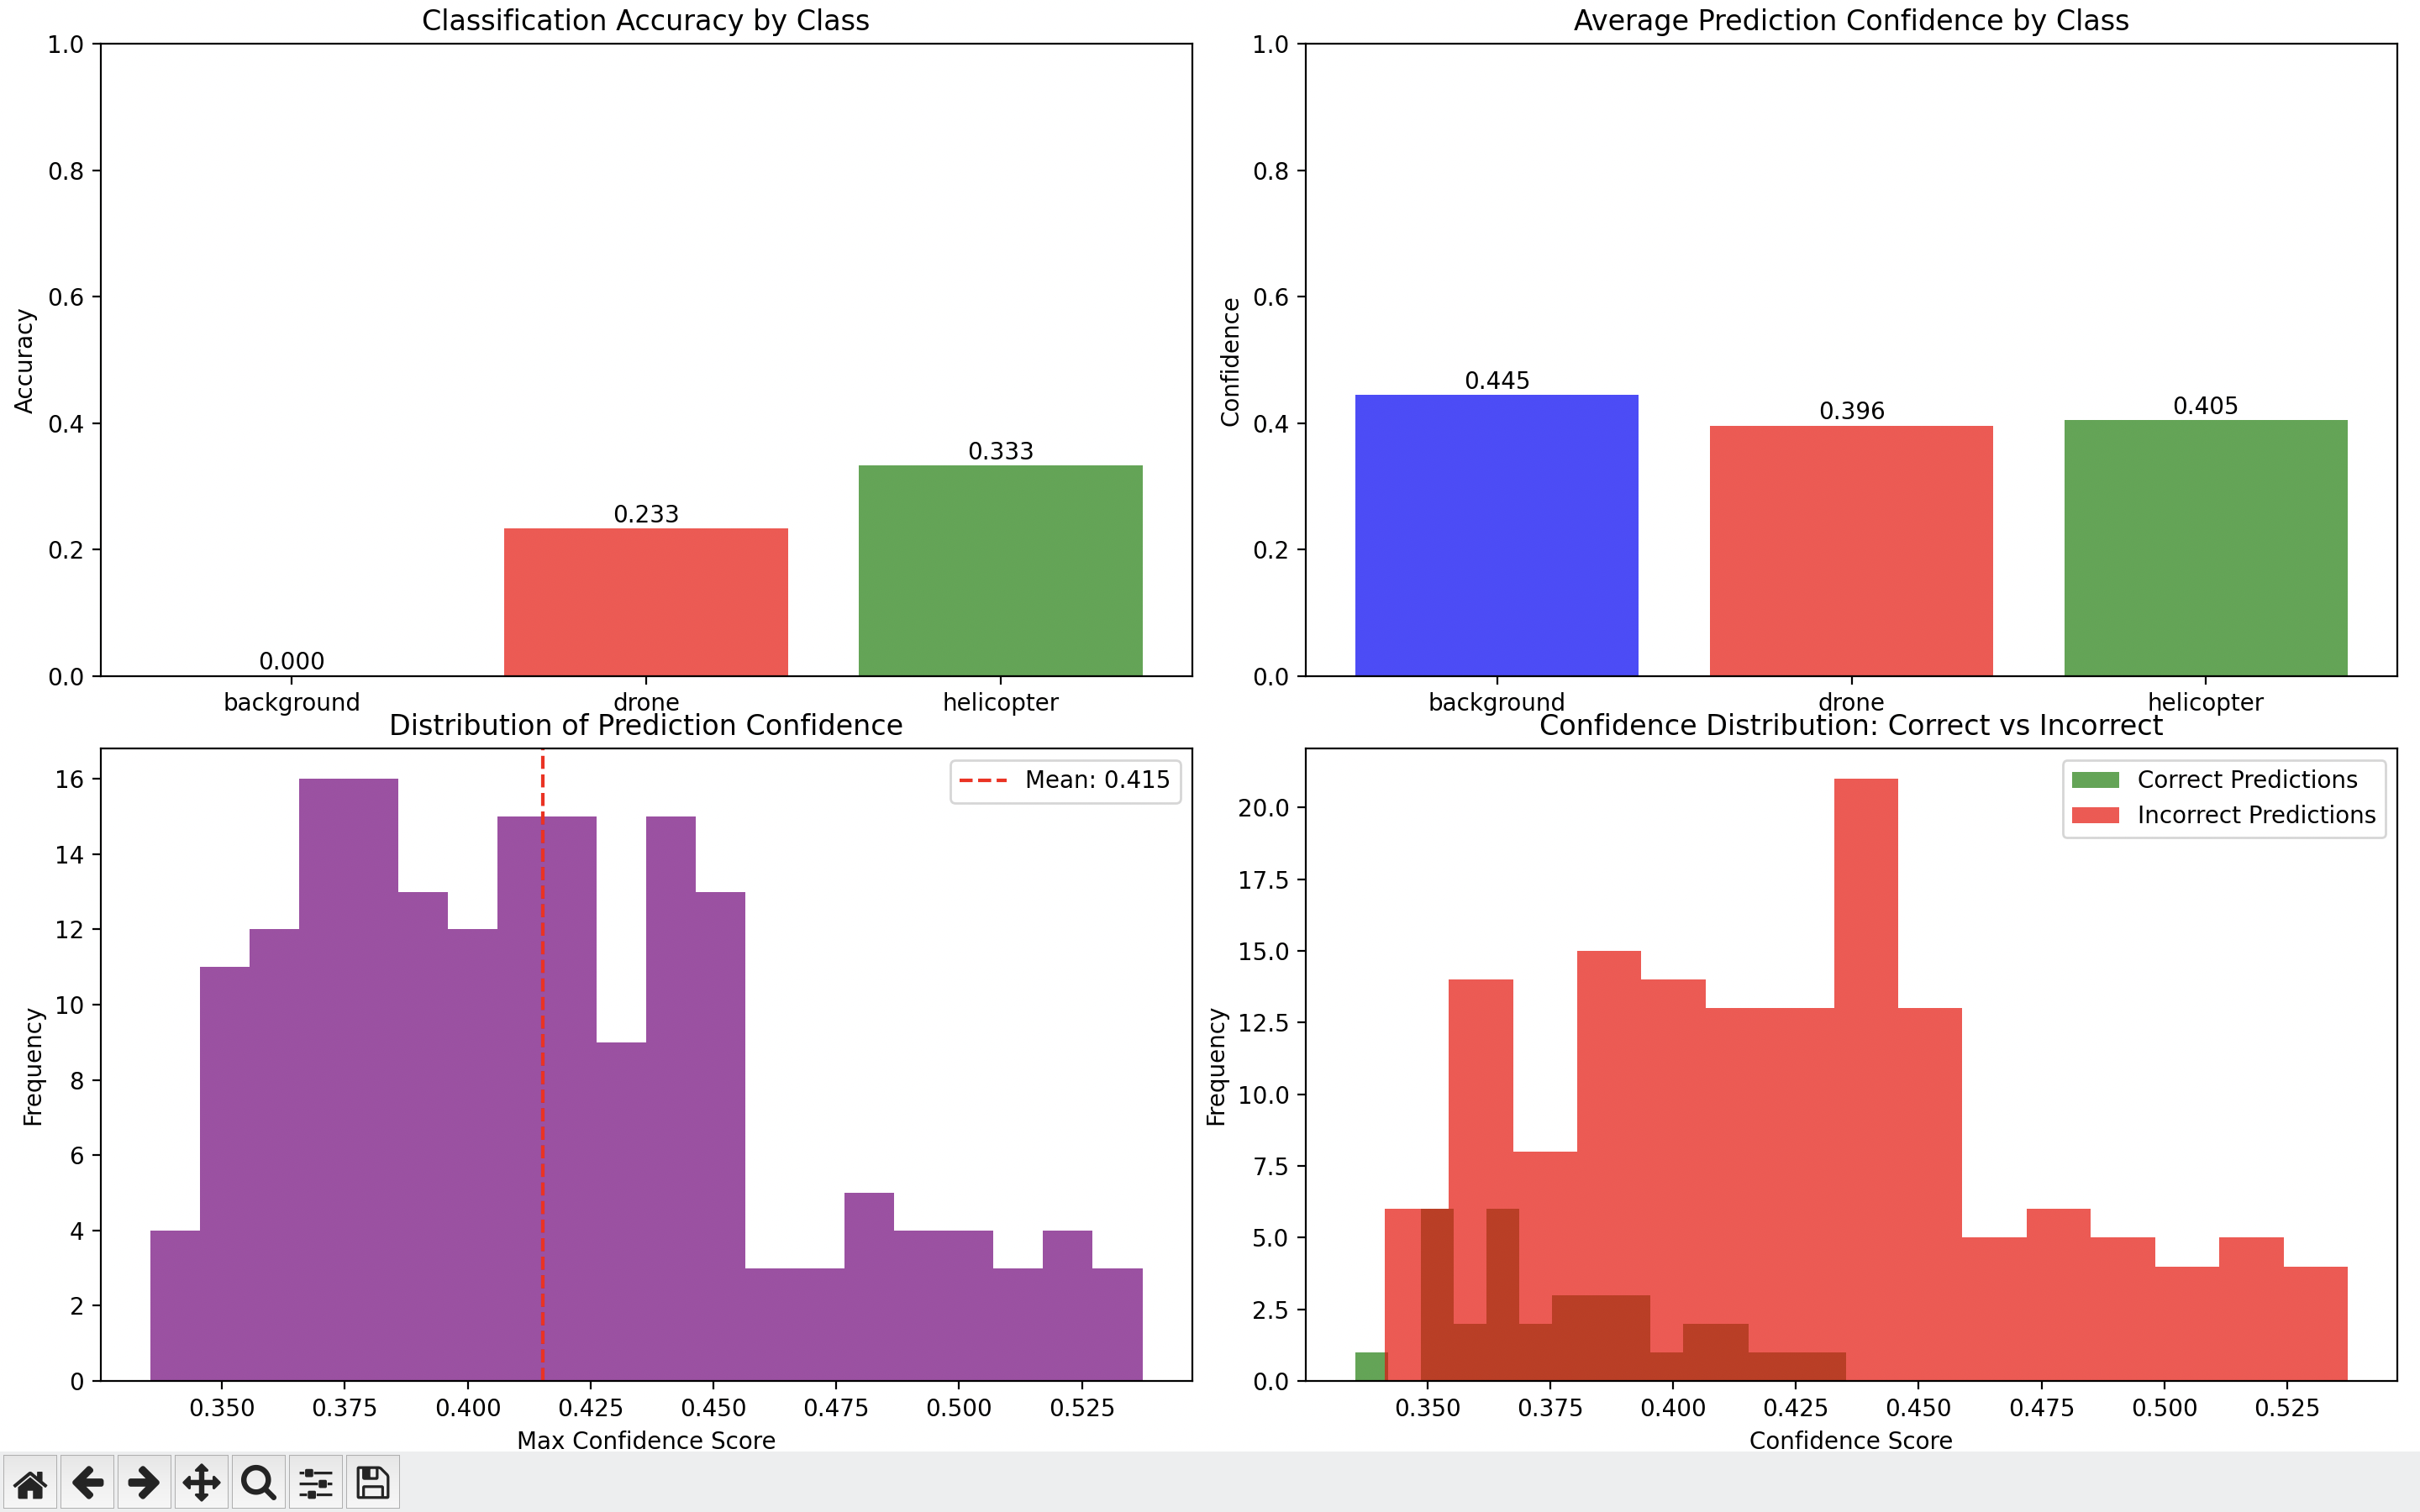 Classification Accuracy by Class
1.0
0.8
0.6
0.4
0.2
0.0
Accuracy
0.000
0.233
0.333
background drone helicopter
Average Prediction Confidence by Class
1.0
0.8
0.6
0.4
0.2
0.0
Confidence
0.445
0.396
0.405
background drone helicopter
Distribution of Prediction Confidence
16
14
12
10
8
6
4
2
0
Frequency
Mean: 0.415
0.350 0.375 0.400 0.425 0.450 0.475 0.500 0.525
Max Confidence Score
Confidence Distribution: Correct vs Incorrect
20.0
17.5
15.0
12.5
10.0
7.5
5.0
2.5
0.0
Frequency
Correct Predictions
Incorrect Predictions
0.350 0.375 0.400 0.425 0.450 0.475 0.500 0.525
Confidence Score